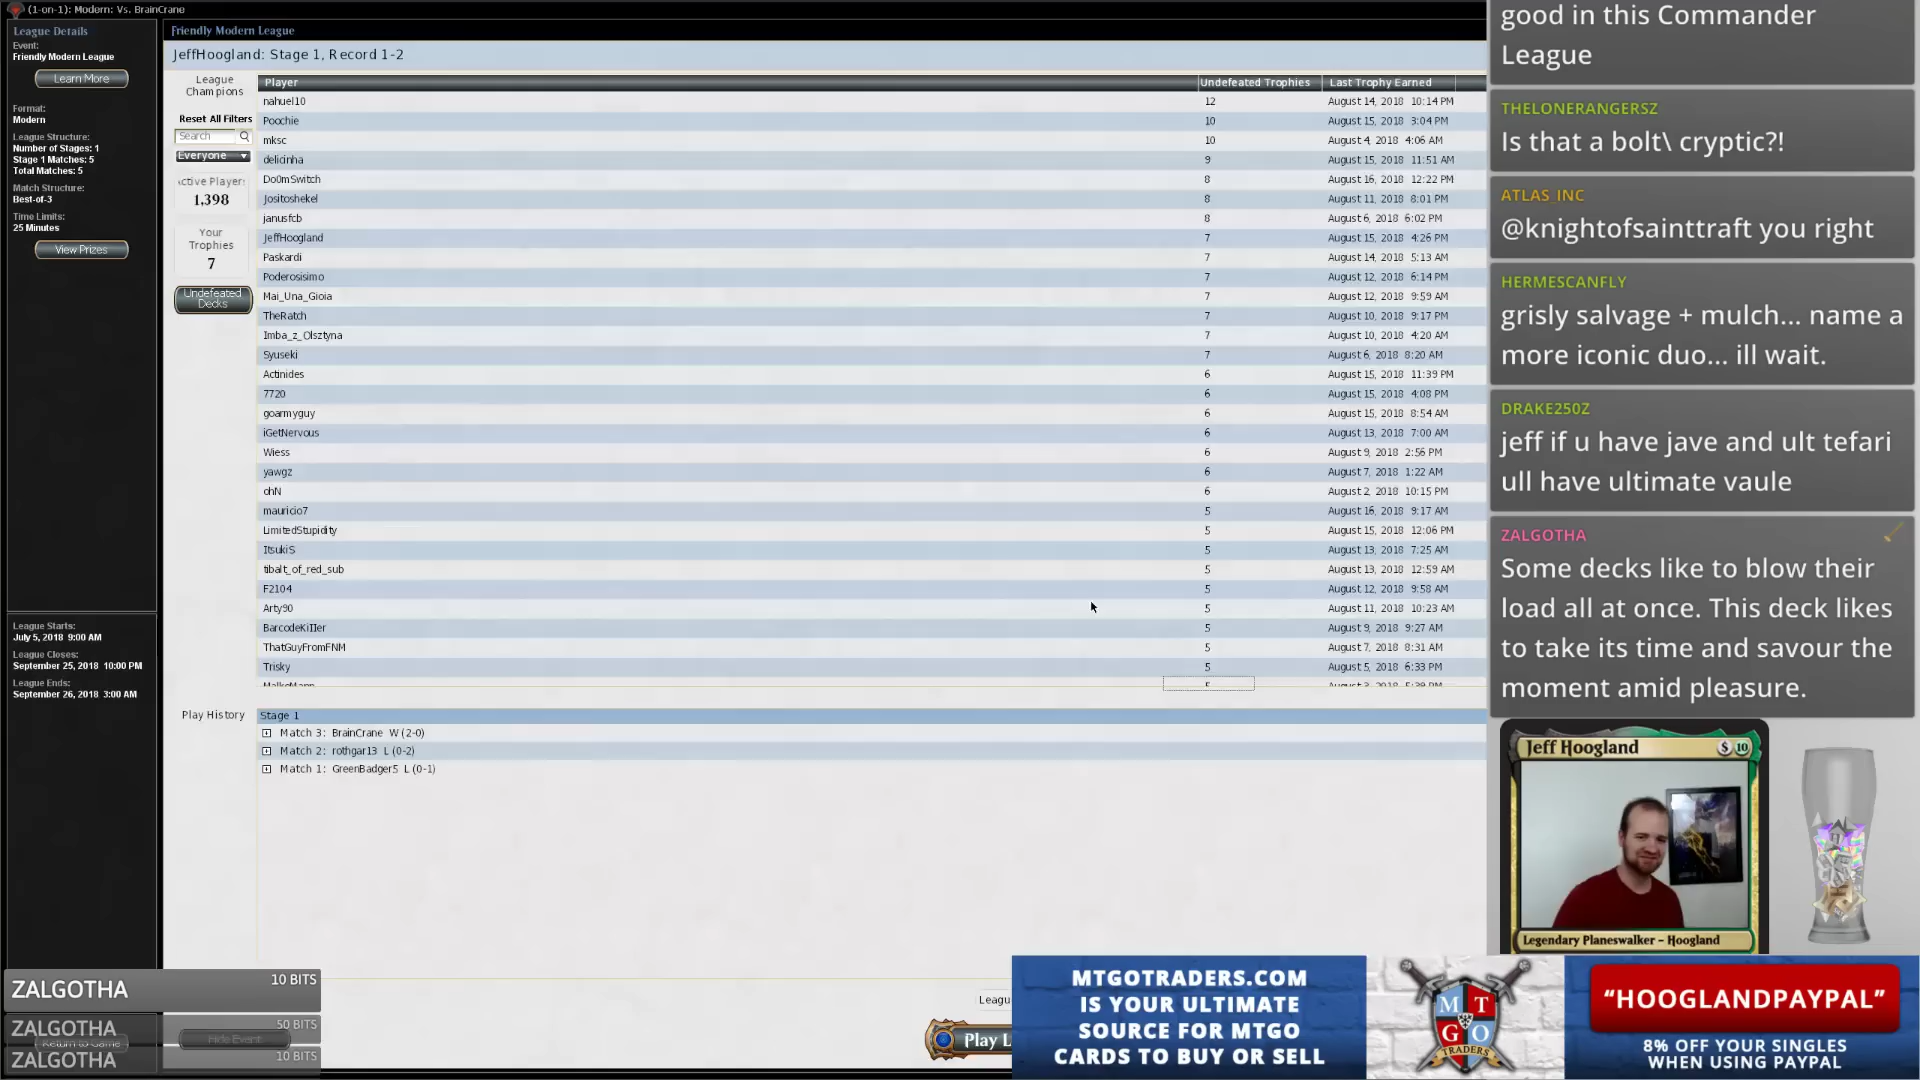 (1-on-1): Modern: Vs. BrainCrane
League Details
Event:
Friendly Modern League
Learn More
Format:
Modern
League Structure:
Number of Stages: 1
Stage 1 Matches: 5
Total Matches: 5
Match Structure:
Best-of-3
Time Limits:
25 Minutes
View Prizes
League Starts:
July 5, 2018 9:00 AM
League Closes:
September 25, 2018 10:00 PM
League Ends:
September 26, 2018 3:00 AM
Friendly Modern League
JeffHoogland: Stage 1, Record 1-2
League
Champions
Reset All Filters
Search
Everyone
ctive Player
1,398
Your
Trophies
7
Undefeated
Decks
Player Undefeated Trophies Last Trophy Earned
nahuel10 12 August 14, 2018 10:14 PM
Poochie 10 August 15, 2018 3:04 PM
mksc 10 August 4, 2018 4:06 AM
delicinha 9 August 15, 2018 11:51 AM
Do0mSwitch 8 August 16, 2018 12:22 PM
Jositoshekel 8 August 11, 2018 8:01 PM
janusfcb 8 August 6, 2018 6:02 PM
JeffHoogland 7 August 15, 2018 4:26 PM
Paskardi 7 August 14, 2018 5:13 AM
Poderosisimo 7 August 12, 2018 6:14 PM
Mai_Una_Gioia 7 August 12, 2018 9:59 AM
TheRatch 7 August 10, 2018 9:17 PM
Imba_z_Olsztyna 7 August 10, 2018 4:20 AM
Syuseki 7 August 6, 2018 8:20 AM
Actinides 6 August 15, 2018 11:39 PM
7720 6 August 15, 2018 4:08 PM
goarmyguy 6 August 15, 2018 8:54 AM
iGetNervous 6 August 13, 2018 7:00 AM
Wiess 6 August 9, 2018 2:56 PM
yawgz 6 August 7, 2018 1:22 AM
ohN 6 August 2, 2018 10:15 PM
mauricio7 5 August 16, 2018 9:17 AM
LimitedStupidity 5 August 15, 2018 12:06 PM
ItsukiS 5 August 13, 2018 7:25 AM
tibalt_of_red_sub 5 August 13, 2018 12:59 AM
F2104 5 August 12, 2018 9:58 AM
Arty90 5 August 11, 2018 10:23 AM
BarcodeKiIIer 5 August 9, 2018 9:27 AM
ThatGuyFromFNM 5 August 7, 2018 8:31 AM
Trisky 5 August 5, 2018 6:33 PM
Play History
Stage 1
Match 3: BrainCrane W (2-0)
Match 2: rothgar13 L (0-2)
Match 1: GreenBadger5 L (0-1)
Leagu
Play L
ZALGOTHA 10 BITS
ZALGOTHA 50 BITS
Return to Game
Hide Event
ZALGOTHA 10 BITS
good in this Commander
League
THELONERANGERSZ
Is that a bolt\ cryptic?!
ATLAS_INC
@knightofsainttraft you right
HERMESCANFLY
grisly salvage + mulch... name a
more iconic duo... ill wait.
DRAKE250Z
jeff if u have jave and ult tefari
ull have ultimate vaule
ZALGOTHA
Some decks like to blow their
load all at once. This deck likes
to take its time and savour the
moment amid pleasure.
Jeff Hoogland $ 10
Legendary Planeswalker – Hoogland
MTGOTRADERS.COM
IS YOUR ULTIMATE
SOURCE FOR MTGO
CARDS TO BUY OR SELL
M T
G O
TRADERS
“HOOGLANDPAYPAL”
8% OFF YOUR SINGLES
WHEN USING PAYPAL